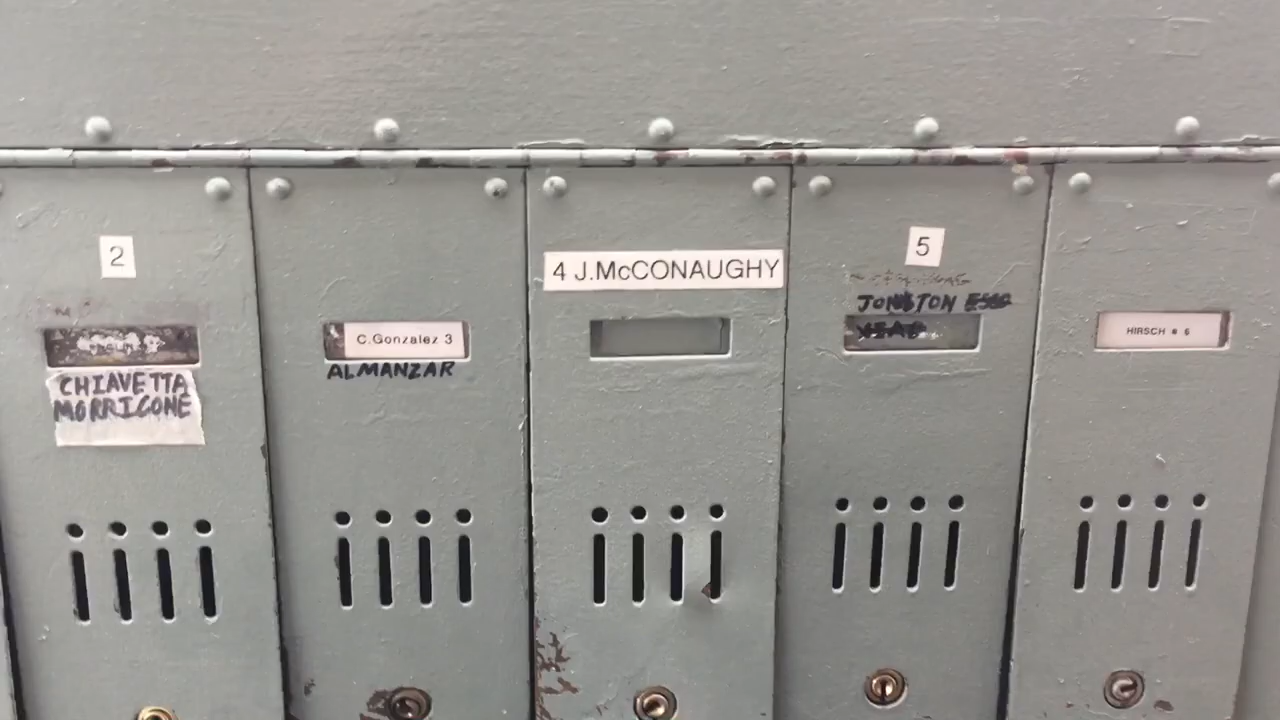 2
CHIAVETTA
MORRICONE
C.Gonzalez 3
ALMANZAR
4 J.McCONAUGHY
5
JONSTON
HIRSCH # 6